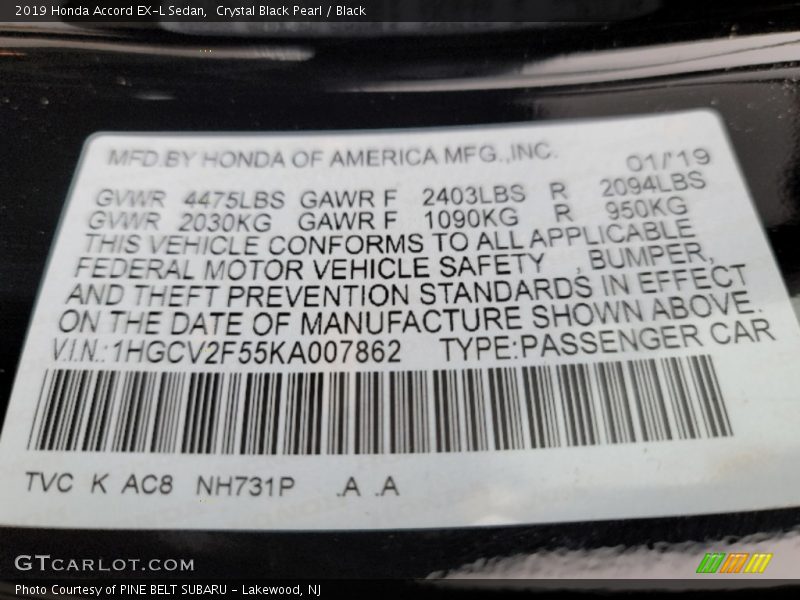 2019 Honda Accord EX-L Sedan,  Crystal Black Pearl / Black
MFD.BY HONDA OF AMERICA MFG.,INC. 01/'19
GVWR 4475LBS GAWR F 2403LBS R 2094LBS
GVWR 2030KG GAWR F 1090KG R 950KG
THIS VEHICLE CONFORMS TO ALL APPLICABLE
FEDERAL MOTOR VEHICLE SAFETY , BUMPER,
AND THEFT PREVENTION STANDARDS IN EFFECT
ON THE DATE OF MANUFACTURE SHOWN ABOVE.
V.I.N.:1HGCV2F55KA007862 TYPE:PASSENGER CAR
TVC K AC8 NH731P .A .A
GTCARLOT.COM
Photo Courtesy of PINE BELT SUBARU - Lakewood, NJ